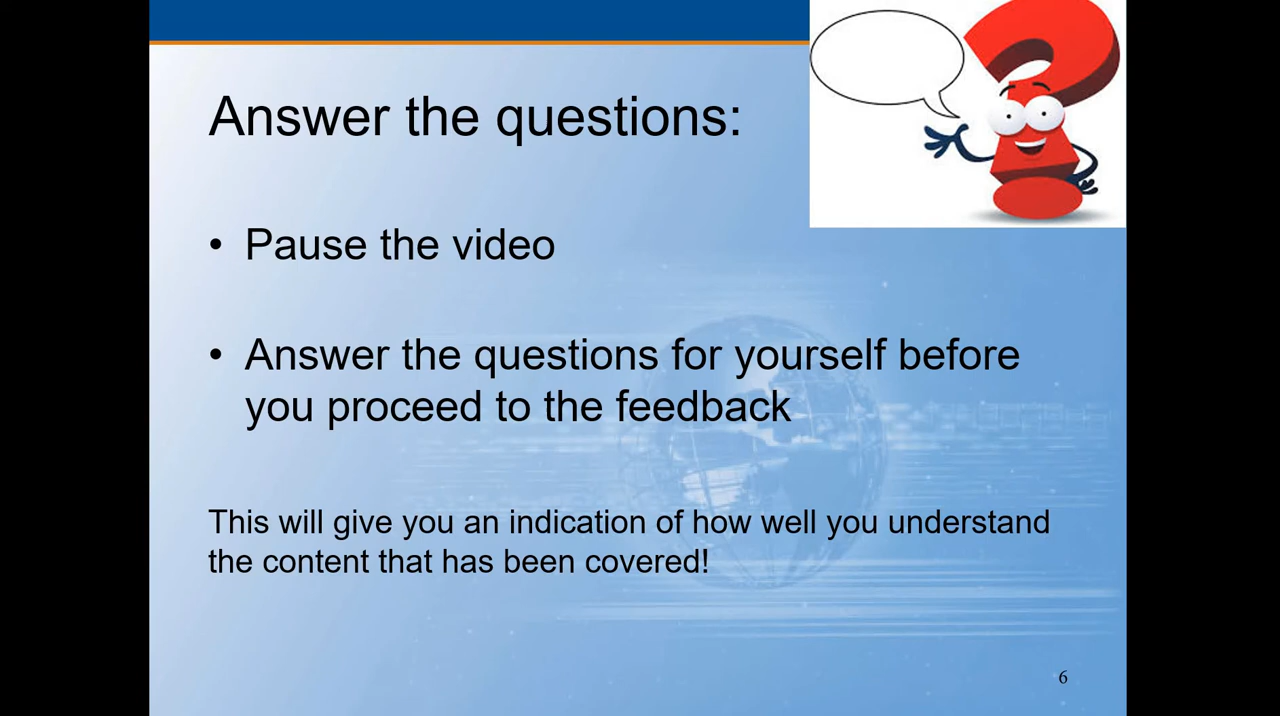 Answer the questions:
• Pause the video
• Answer the questions for yourself before
you proceed to the feedback
This will give you an indication of how well you understand
the content that has been covered!
6